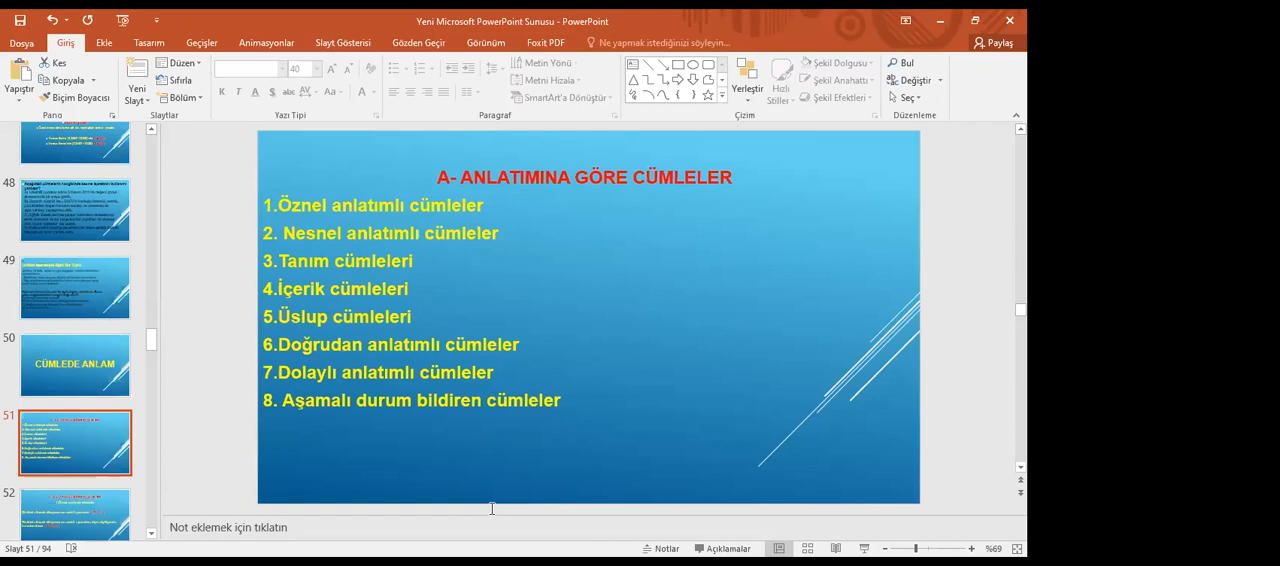 Yeni Microsoft PowerPoint Sunusu - PowerPoint
Dosya Giriş Ekle Tasarım Geçişler Animasyonlar Slayt Gösterisi Gözden Geçir Görünüm Foxit PDF Ne yapmak istediğinizi söyleyin... Paylaş
Yapıştır
Kes
Kopyala
Biçim Boyacısı
Pano
Yeni Slayt
Düzen
Sıfırla
Bölüm
Slaytlar
40
K T A S abc AV Aa A
Yazı Tipi
Metin Yönü
Metni Hizala
SmartArt'a Dönüştür
Paragraf
Yerleştir
Hızlı Stiller
Şekil Dolgusu
Şekil Anahattı
Şekil Efektleri
Çizim
Bul
Değiştir
Seç
Düzenleme
48
49
50
CÜMLEDE ANLAM
51
52
A- ANLATIMINA GÖRE CÜMLELER
1.Öznel anlatımlı cümleler
2. Nesnel anlatımlı cümleler
3.Tanım cümleleri
4.İçerik cümleleri
5.Üslup cümleleri
6.Doğrudan anlatımlı cümleler
7.Dolaylı anlatımlı cümleler
8. Aşamalı durum bildiren cümleler
Not eklemek için tıklatın
Slayt 51 / 94 Notlar Açıklamalar %69